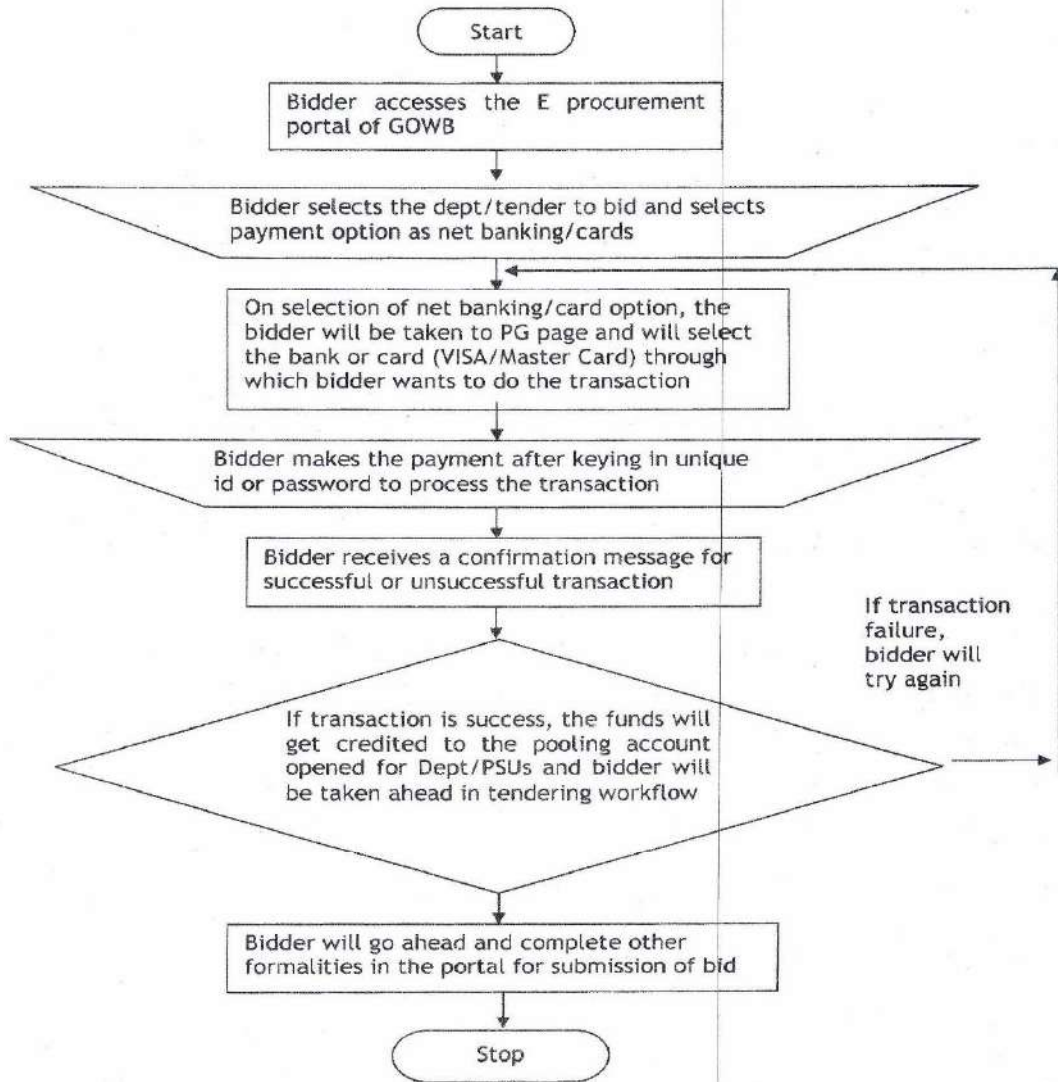 Start
Bidder accesses the E procurement
portal of GOWB
Bidder selects the dept/tender to bid and selects
payment option as net banking/cards
On selection of net banking/card option, the
bidder will be taken to PG page and will select
the bank or card (VISA/Master Card) through
which bidder wants to do the transaction
Bidder makes the payment after keying in unique
id or password to process the transaction
Bidder receives a confirmation message for
successful or unsuccessful transaction
If transaction
failure,
bidder will
try again
If transaction is success, the funds will
get credited to the pooling account
opened for Dept/PSUs and bidder will
be taken ahead in tendering workflow
Bidder will go ahead and complete other
formalities in the portal for submission of bid
Stop